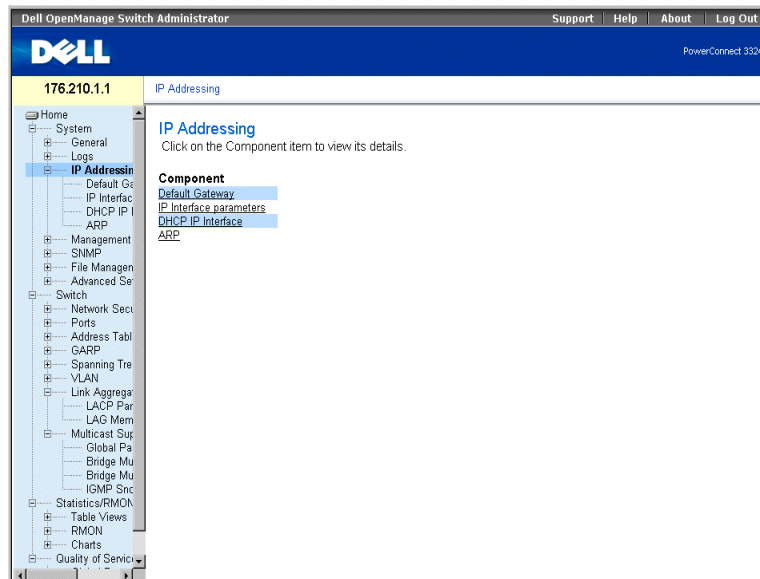 Dell OpenManage Switch Administrator
Support | Help | About | Log Out
DELL
PowerConnect 332
176.210.1.1
IP Addressing
Home
System
General
Logs
IP Addressin
Default Ga
IP Interfac
DHCP IP I
ARP
Management
SNMP
File Managen
Advanced Se
Switch
Network Secu
Ports
Address Tabl
GARP
Spanning Tre
VLAN
Link Aggrega
LACP Par
LAG Mem
Multicast Sup
Global Pa
Bridge Mu
Bridge Mu
IGMP Sno
Statistics/RMON
Table Views
RMON
Charts
Quality of Servic
IP Addressing
Click on the Component item to view its details.
Component
Default Gateway
IP Interface parameters
DHCP IP Interface
ARP